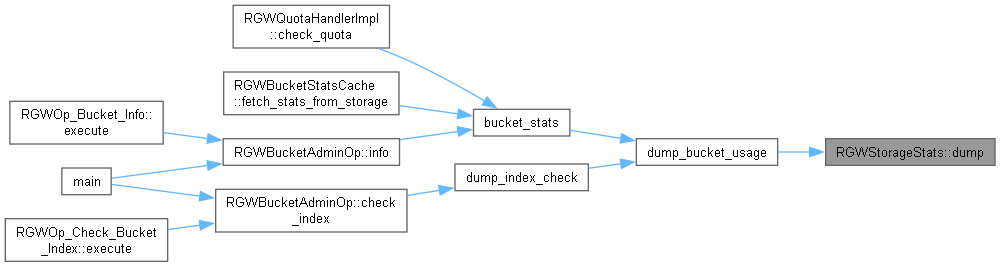 RGWQuotaHandlerImpl
::check_quota
RGWBucketStatsCache
::fetch_stats_from_storage
RGWOp_Bucket_Info::
execute
bucket_stats
RGWBucketAdminOp::info
dump_bucket_usage
RGWStorageStats::dump
main
dump_index_check
RGWBucketAdminOp::check
_index
RGWOp_Check_Bucket
_Index::execute